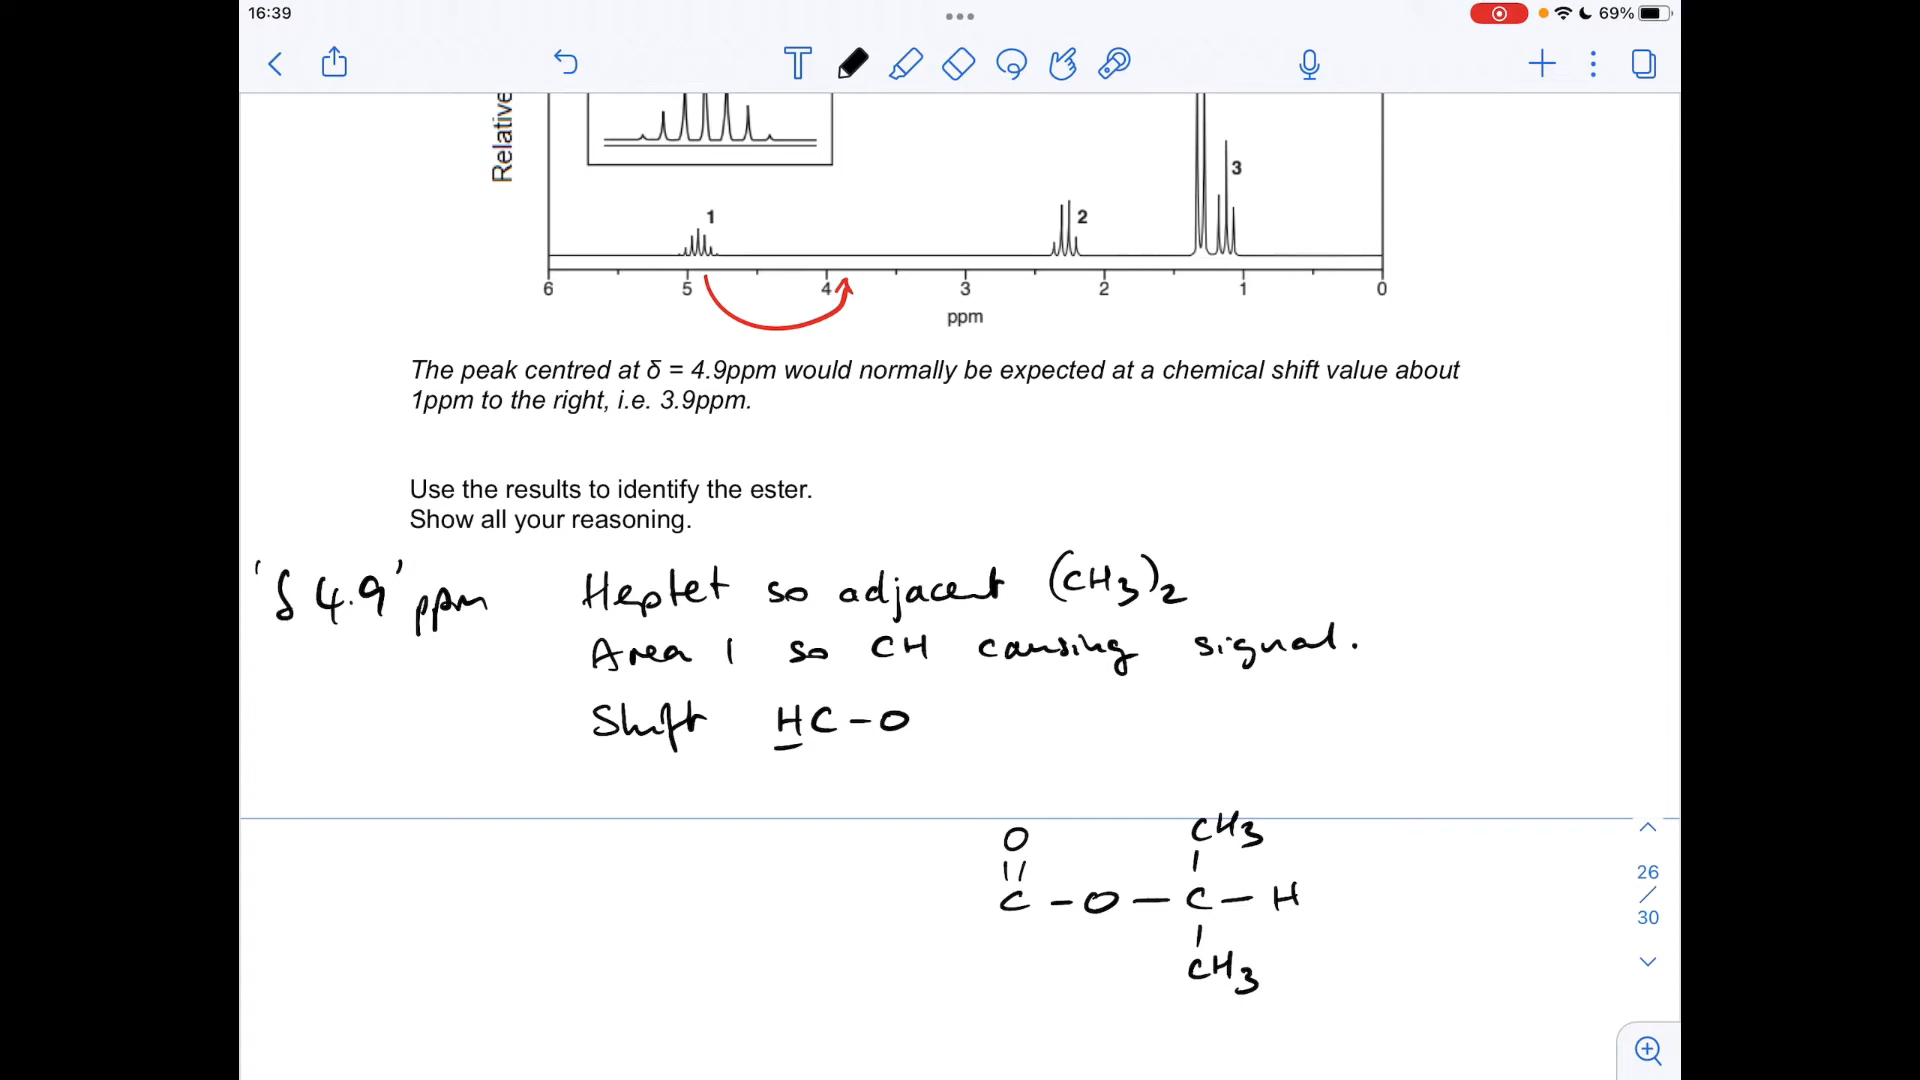 16:39
69%
T
Relative
1
2
3
6 5 4 3 2 1 0
ppm
The peak centred at δ = 4.9ppm would normally be expected at a chemical shift value about
1ppm to the right, i.e. 3.9ppm.
Use the results to identify the ester.
Show all your reasoning.
'δ 4.9' ppm Heptet so adjacent (CH3)2
Area 1 so CH causing signal.
Shift HC-O
O CH3
|| |
C - O - C - H
|
CH3
26
/
30